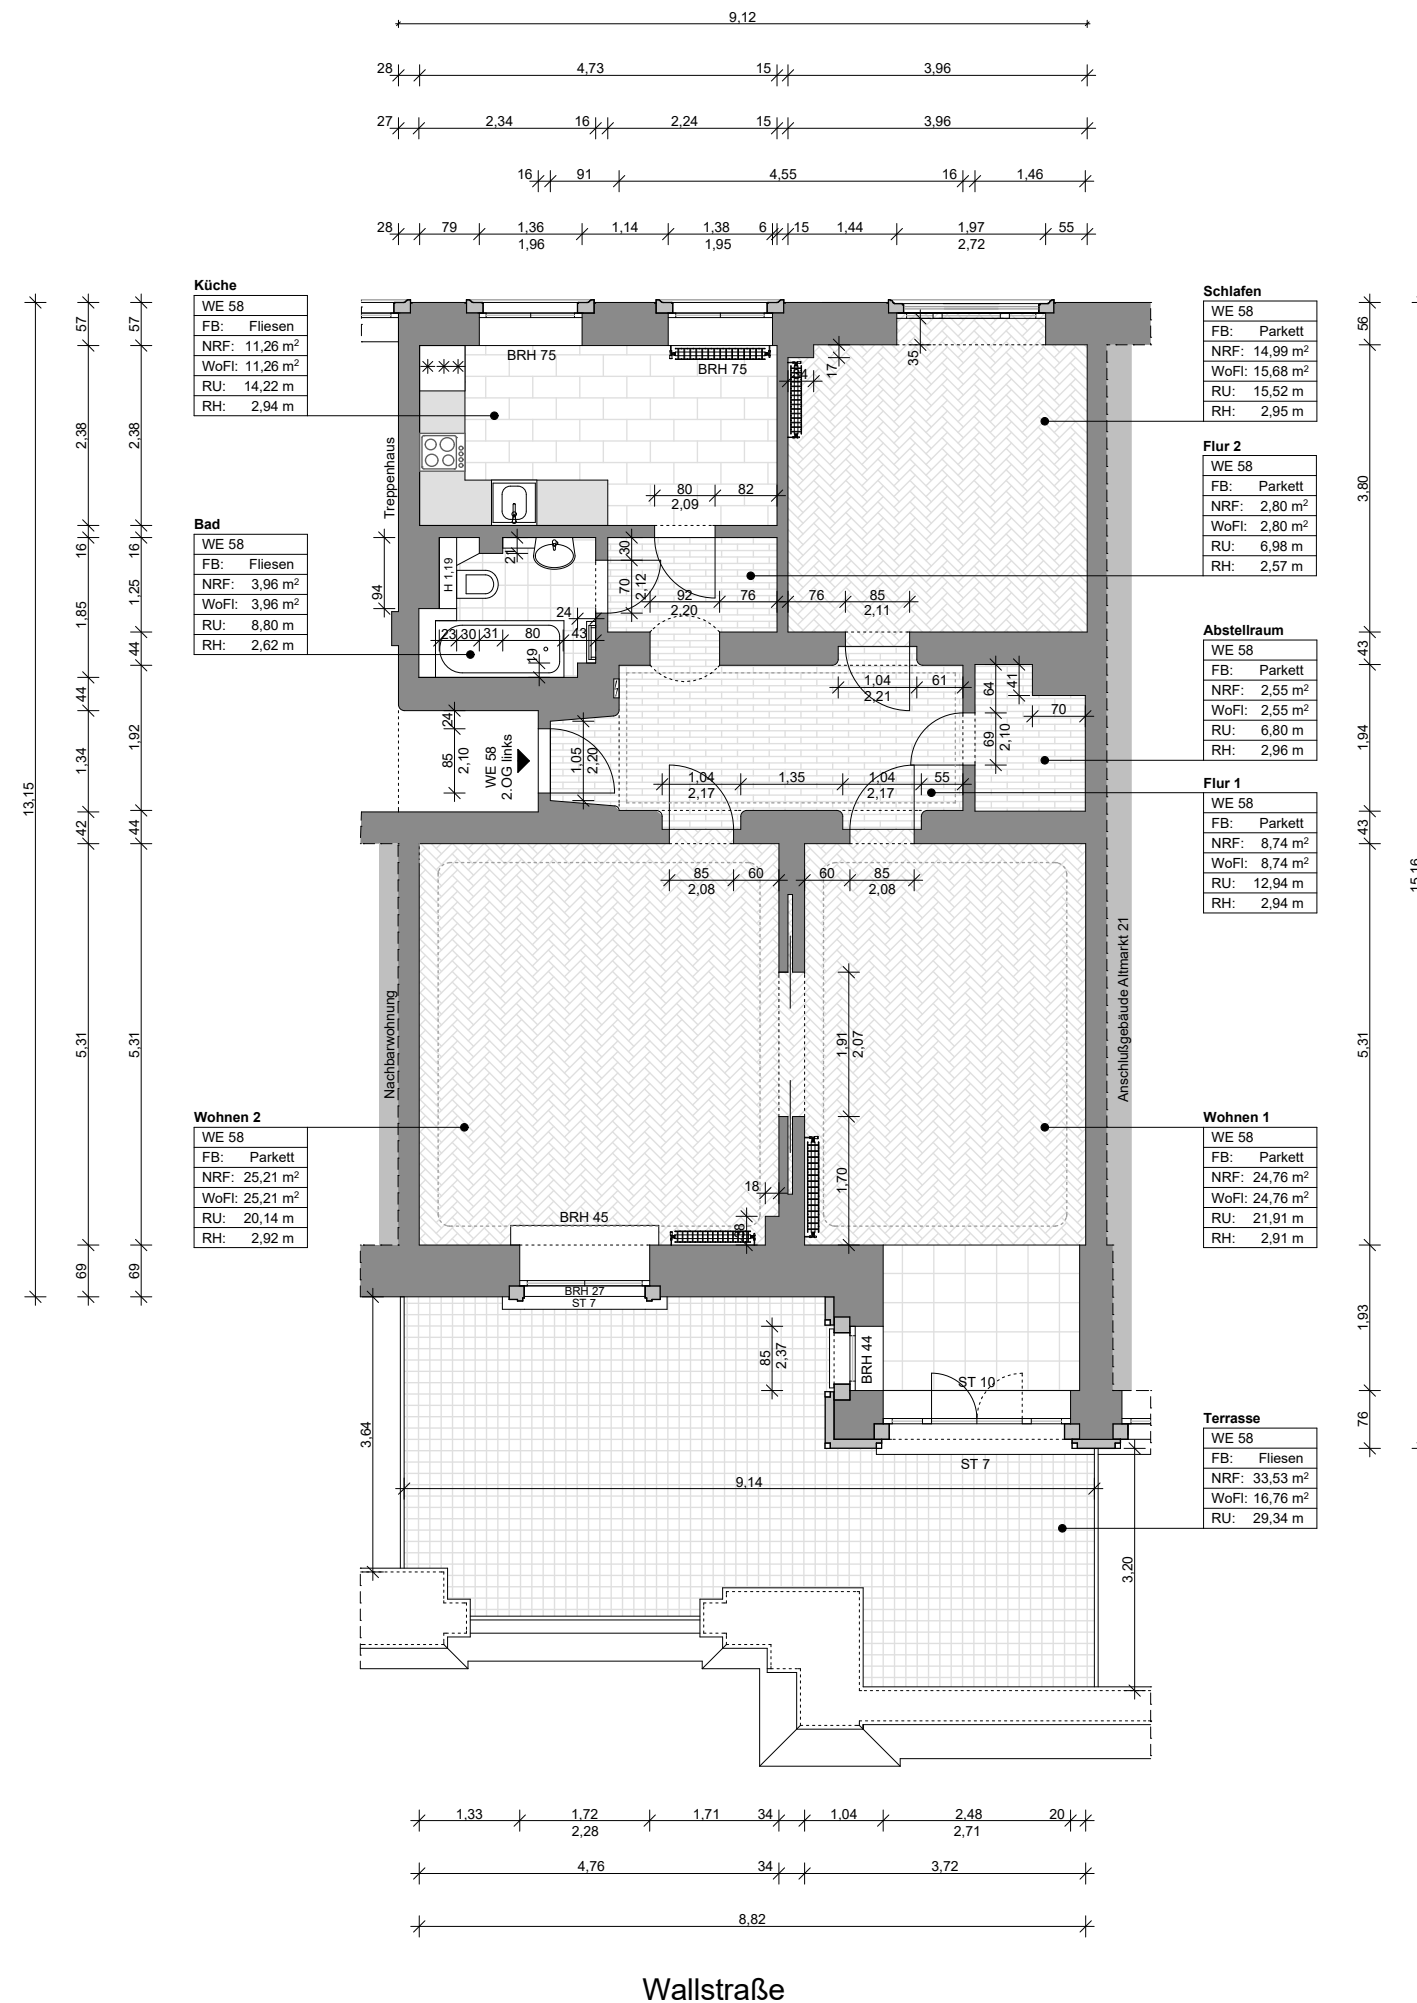 9,12
28 4,73 15 3,96
27 2,34 16 2,24 15 3,96
16 91 4,55 16 1,46
28 79 1,36 1,14 1,38 6 15 1,44 1,97 55
1,96 1,95 2,72
Küche
WE 58
FB: Fliesen
NRF: 11,26 m²
WoFl: 11,26 m²
RU: 14,22 m
RH: 2,94 m
Bad
WE 58
FB: Fliesen
NRF: 3,96 m²
WoFl: 3,96 m²
RU: 8,80 m
RH: 2,62 m
Wohnen 2
WE 58
FB: Parkett
NRF: 25,21 m²
WoFl: 25,21 m²
RU: 20,14 m
RH: 2,92 m
Schlafen
WE 58
FB: Parkett
NRF: 14,99 m²
WoFl: 15,68 m²
RU: 15,52 m
RH: 2,95 m
Flur 2
WE 58
FB: Parkett
NRF: 2,80 m²
WoFl: 2,80 m²
RU: 6,98 m
RH: 2,57 m
Abstellraum
WE 58
FB: Parkett
NRF: 2,55 m²
WoFl: 2,55 m²
RU: 6,80 m
RH: 2,96 m
Flur 1
WE 58
FB: Parkett
NRF: 8,74 m²
WoFl: 8,74 m²
RU: 12,94 m
RH: 2,94 m
Wohnen 1
WE 58
FB: Parkett
NRF: 24,76 m²
WoFl: 24,76 m²
RU: 21,91 m
RH: 2,91 m
Terrasse
WE 58
FB: Fliesen
NRF: 33,53 m²
WoFl: 16,76 m²
RU: 29,34 m
13,15
57 2,38 16 1,85 44 1,34 42 5,31 69
57 2,38 16 1,25 44 1,92 44 5,31 69
56 3,80 43 1,94 43 5,31 1,93 76
15,16
Treppenhaus
Nachbarwohnung
Anschlußgebäude Altmarkt 21
BRH 75
BRH 75
35
17
80 82
2,09
94
H 1,19
21
30
70
2,12
92 76 76 85
2,20 2,11
24
23 30 31 80 43
19
1,04 61
2,21
64
41
70
69
2,10
24
85
2,10
WE 58
2.OG links
1,05
2,20
1,04 1,35 1,04 55
2,17 2,17
85 60 60 85
2,08 2,08
1,91
2,07
1,70
18
BRH 45
BRH 27
ST 7
85
2,37
BRH 44
ST 10
ST 7
3,64
9,14
3,20
1,33 1,72 1,71 34 1,04 2,48 20
2,28 2,71
4,76 34 3,72
8,82
Wallstraße